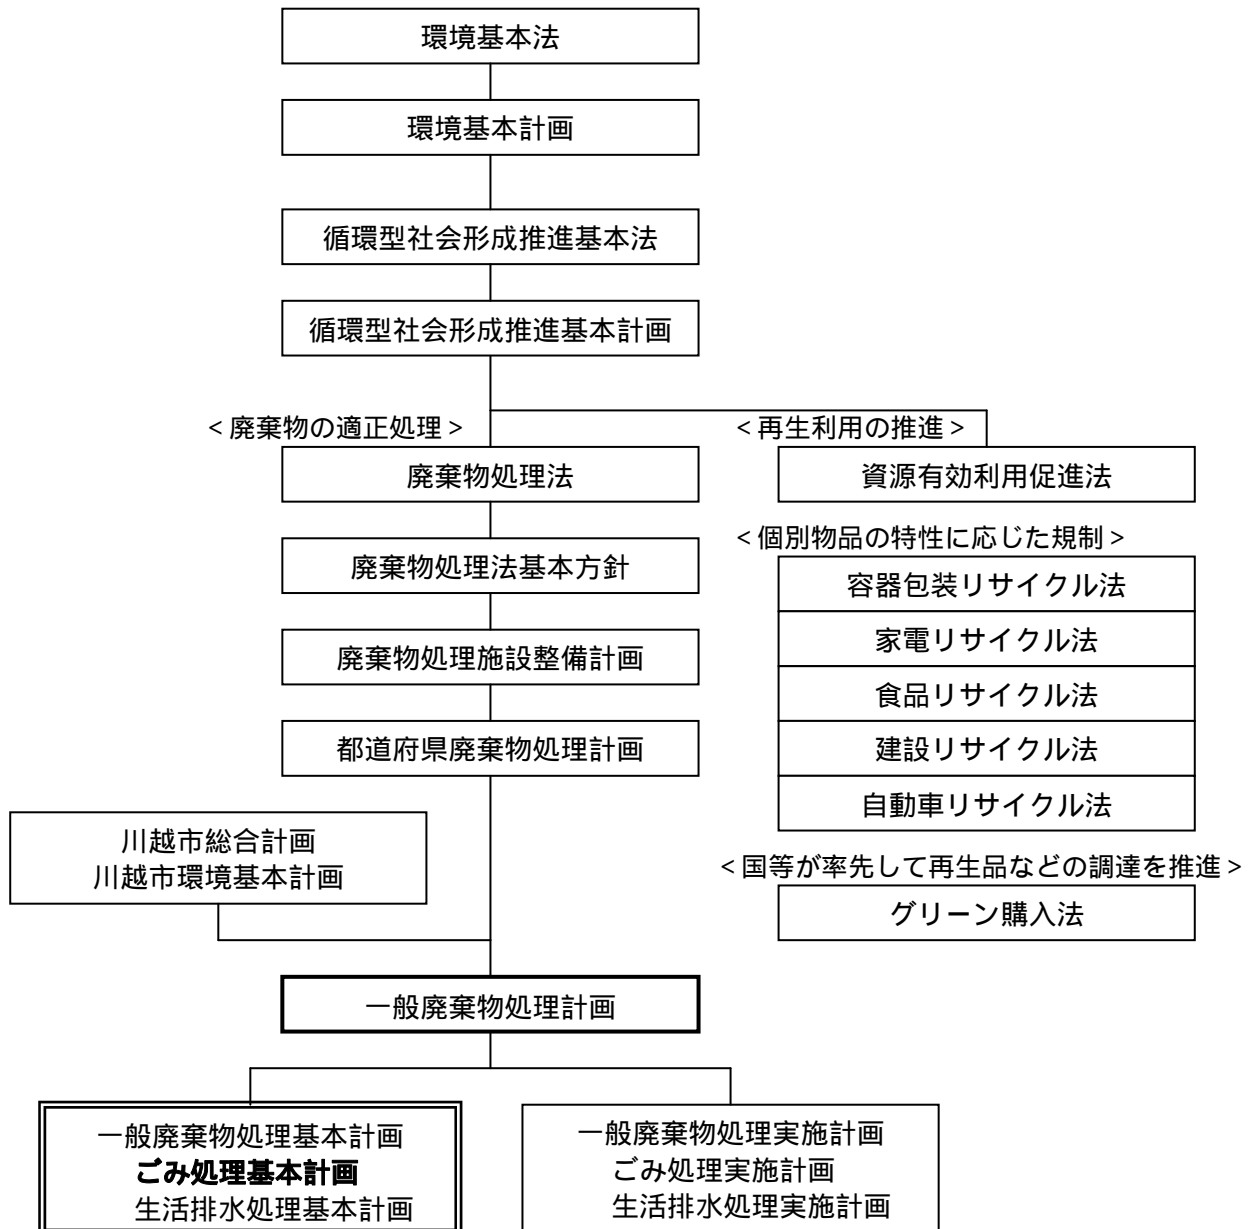 環境基本法
環境基本計画
循環型社会形成推進基本法
循環型社会形成推進基本計画
<廃棄物の適正処理>
廃棄物処理法
廃棄物処理法基本方針
廃棄物処理施設整備計画
都道府県廃棄物処理計画
<再生利用の推進>
資源有効利用促進法
<個別物品の特性に応じた規制>
容器包装リサイクル法
家電リサイクル法
食品リサイクル法
建設リサイクル法
自動車リサイクル法
<国等が率先して再生品などの調達を推進>
グリーン購入法
川越市総合計画
川越市環境基本計画
一般廃棄物処理計画
一般廃棄物処理基本計画
ごみ処理基本計画
生活排水処理基本計画
一般廃棄物処理実施計画
ごみ処理実施計画
生活排水処理実施計画